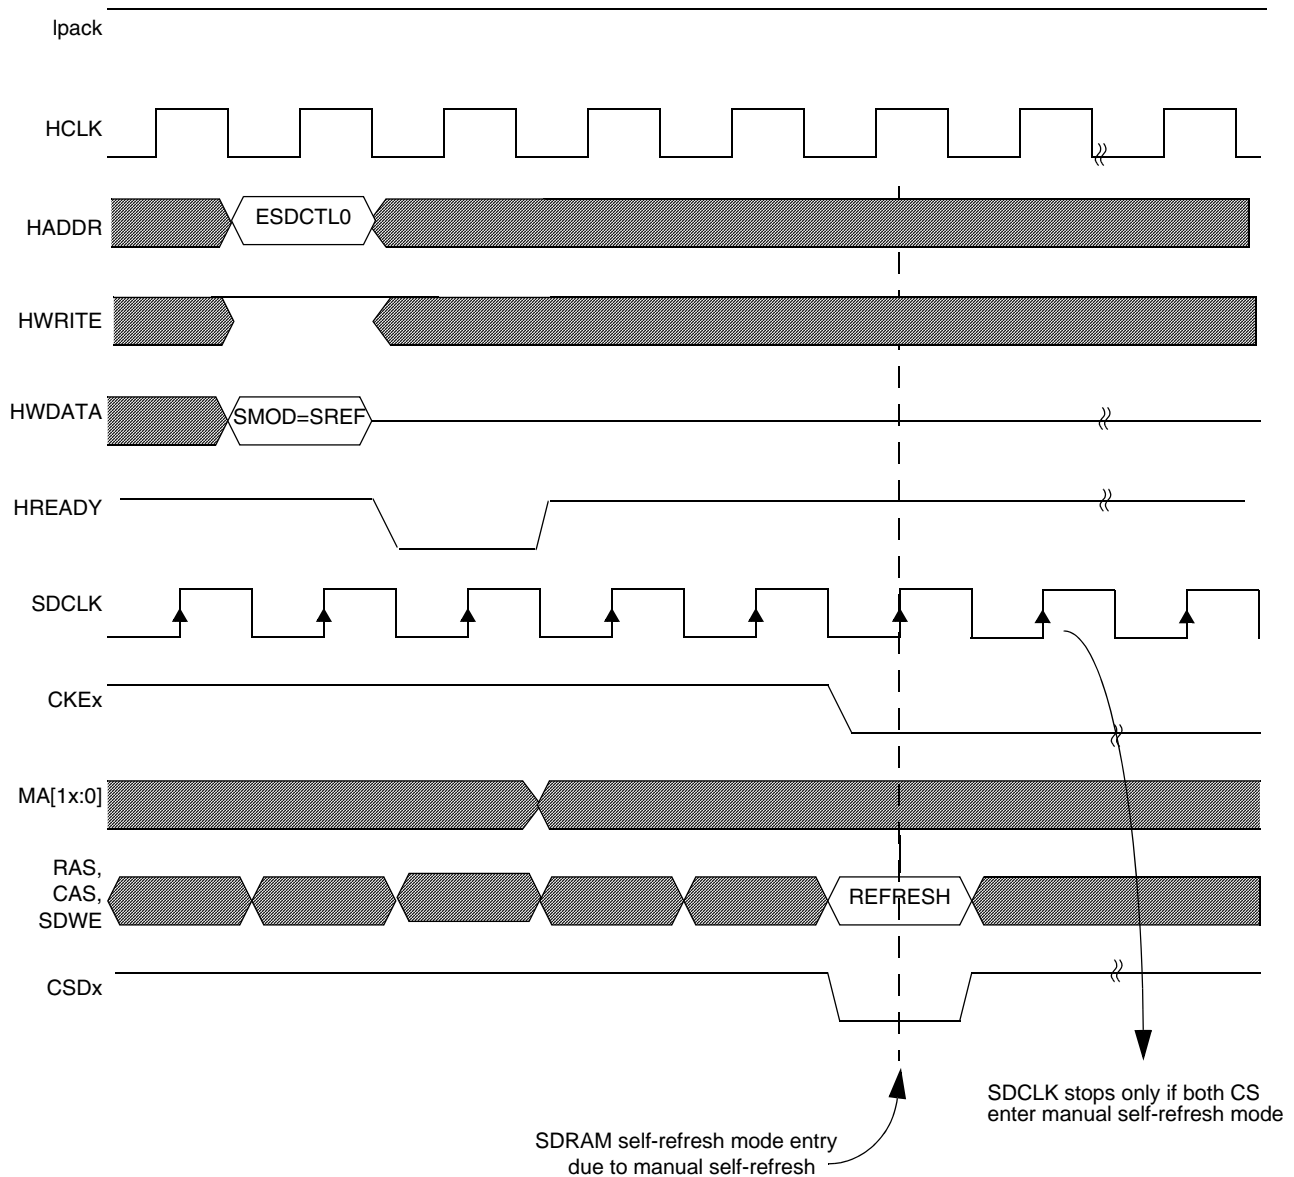 lpack
HCLK
HADDR
ESDCTL0
HWRITE
HWDATA
SMOD=SREF
HREADY
SDCLK
CKEx
MA[1x:0]
RAS,
CAS,
SDWE
REFRESH
CSDx
SDCLK stops only if both CS
enter manual self-refresh mode
SDRAM self-refresh mode entry
due to manual self-refresh